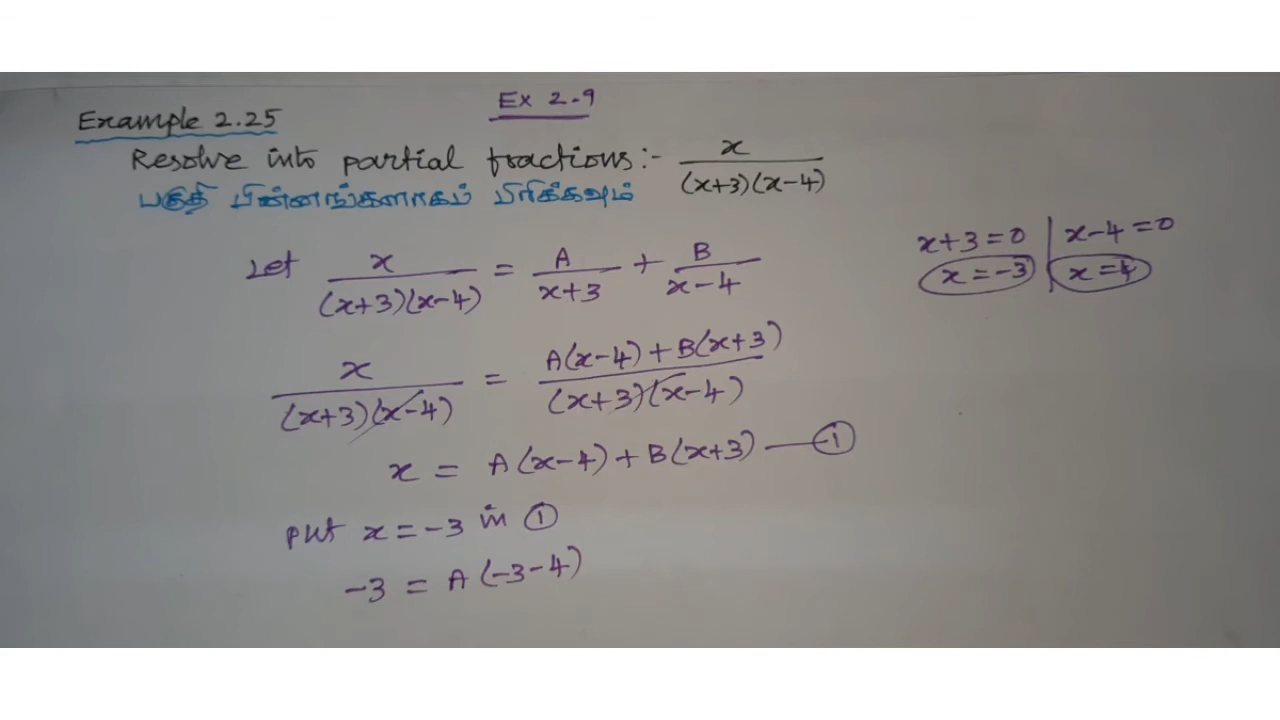 Ex 2.9
Example 2.25
Resolve into partial fractions:- x / (x+3)(x-4)
பகுதி பின்னங்களாகப் பிரிக்கவும்
x+3=0 | x-4=0
x=-3 | x=4
Let x / (x+3)(x-4) = A / x+3 + B / x-4
x / (x+3)(x-4) = A(x-4)+B(x+3) / (x+3)(x-4)
x = A(x-4)+B(x+3) — ①
put x=-3 in ①
-3 = A(-3-4)